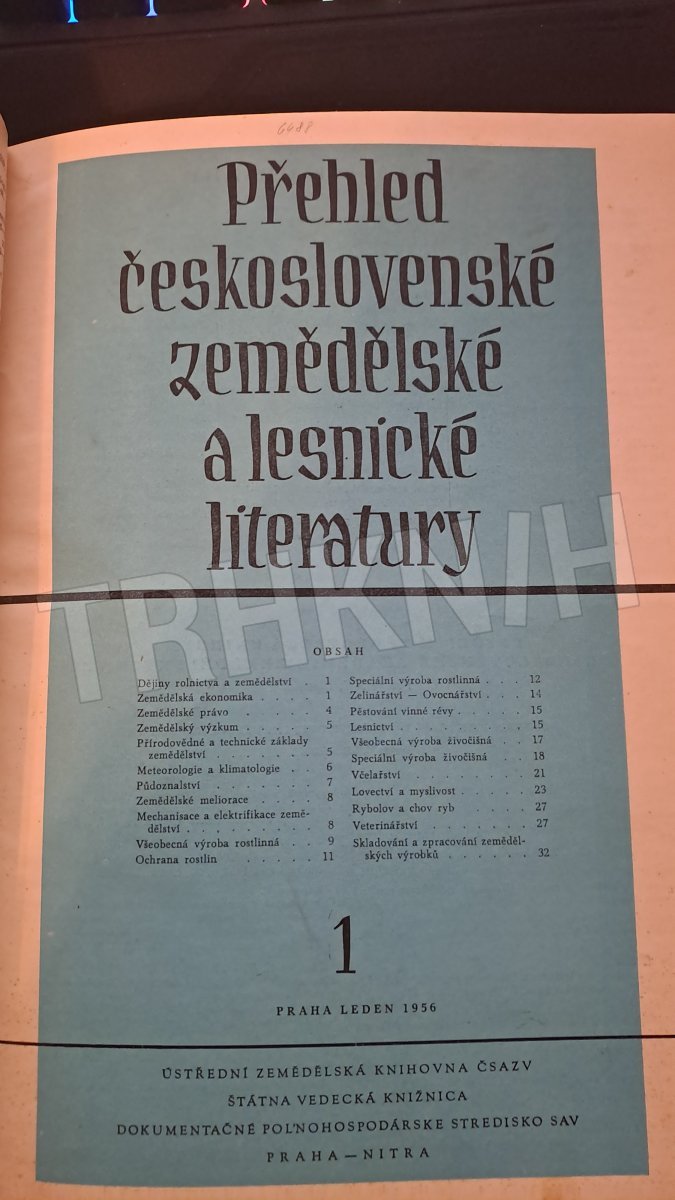 6488
Přehled
československé
zemědělské
a lesnické
literatury
TRHKNIH
OBSAH
Dějiny rolnictva a zemědělství . 1
Zemědělská ekonomika . . . . 1
Zemědělské právo . . . . . 4
Zemědělský výzkum . . . . . 5
Přírodovědné a technické základy
zemědělství . . . . . . . 5
Meteorologie a klimatologie . . 6
Půdoznalství . . . . . . 7
Zemědělské meliorace . . . . 8
Mechanisace a elektrifikace země-
dělství . . . . . . . . . 8
Všeobecná výroba rostlinná . . 9
Ochrana rostlin . . . . . 11
Speciální výroba rostlinná . . . 12
Zelinářství — Ovocnářství . . . 14
Pěstování vinné révy . . . . . 15
Lesnictví . . . . . . . . . 15
Všeobecná výroba živočišná . . 17
Speciální výroba živočišná . . 18
Včelařství . . . . . . . 21
Lovectví a myslivost . . . . . 23
Rybolov a chov ryb . . . . 27
Veterinářství . . . . . . . 27
Skladování a zpracování zeměděl-
ských výrobků . . . . . . 32
1
PRAHA LEDEN 1956
ÚSTŘEDNÍ ZEMĚDĚLSKÁ KNIHOVNA ČSAZV
ŠTÁTNA VEDECKÁ KNIŽNICA
DOKUMENTAČNÉ POĽNOHOSPODÁRSKE STREDISKO SAV
PRAHA — NITRA